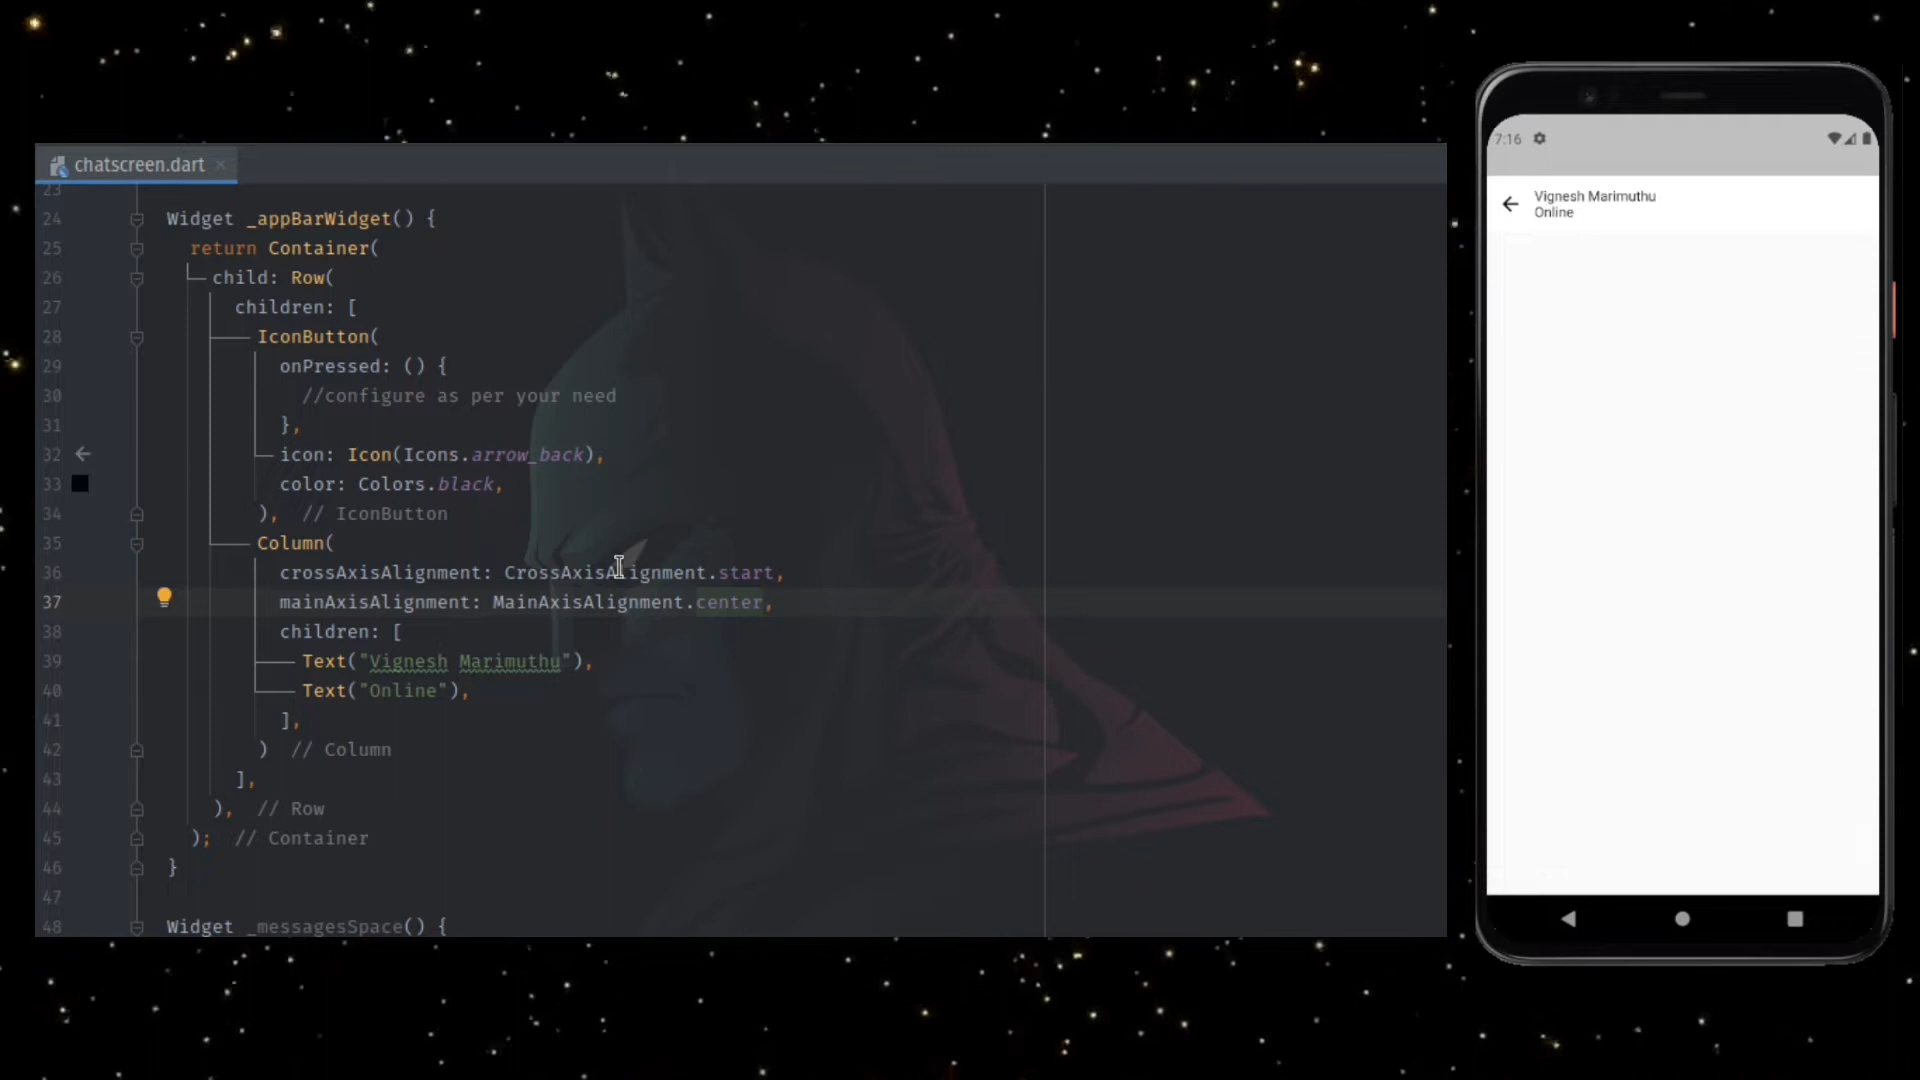 chatscreen.dart
23
24 Widget _appBarWidget() {
25 return Container(
26 child: Row(
27 children: [
28 IconButton(
29 onPressed: () {
30 //configure as per your need
31 },
32 icon: Icon(Icons.arrow_back),
33 color: Colors.black,
34 ), // IconButton
35 Column(
36 crossAxisAlignment: CrossAxisAlignment.start,
37 mainAxisAlignment: MainAxisAlignment.center,
38 children: [
39 Text("Vignesh Marimuthu"),
40 Text("Online"),
41 ],
42 ) // Column
43 ],
44 ), // Row
45 ); // Container
46 }
47
48 Widget _messagesSpace() {
7:16
Vignesh Marimuthu
Online